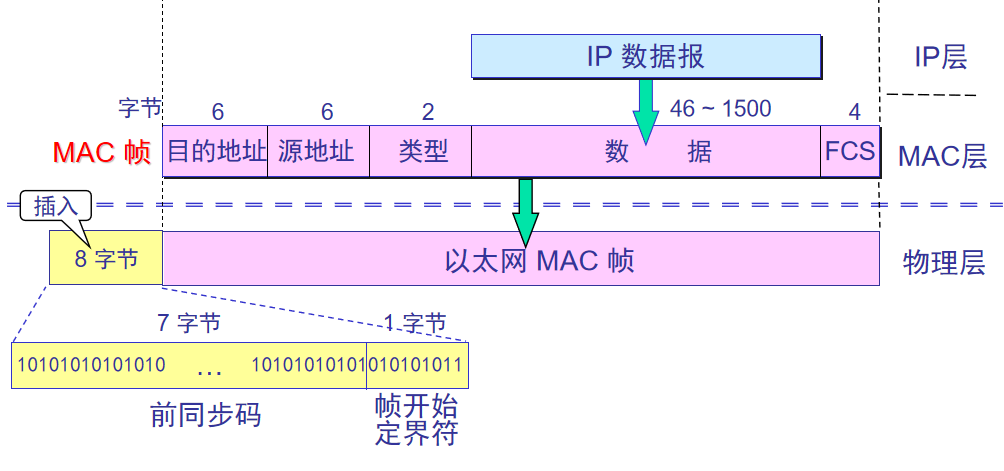 IP 数据报
IP层
字节
6
6
2
46 ~ 1500
4
MAC 帧
目的地址
源地址
类型
数 据
FCS
MAC层
插入
8 字节
以太网 MAC 帧
物理层
7 字节
1 字节
10101010101010
...
10101010101
010101011
前同步码
帧开始
定界符